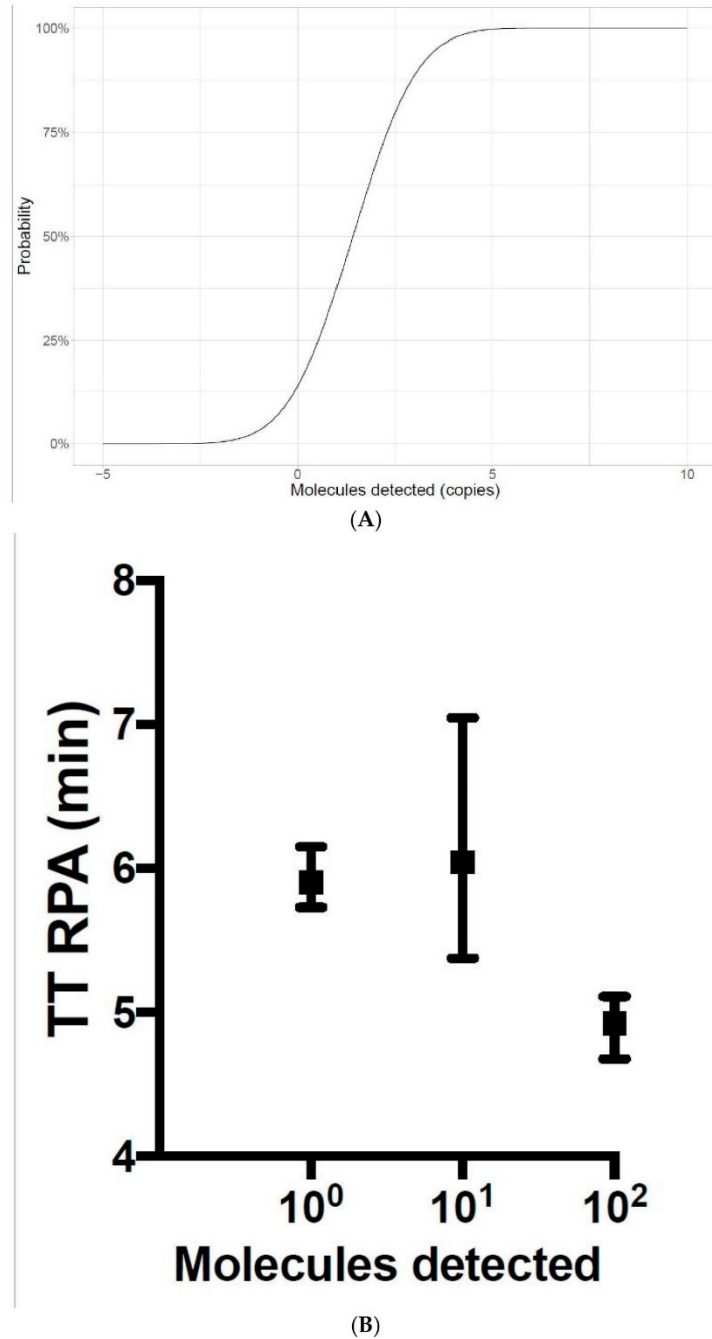 100%
75%
50%
25%
0%
Probability
−5
0
5
10
Molecules detected (copies)
(A)
8
7
6
5
4
TT RPA (min)
10⁰
10¹
10²
Molecules detected
(B)